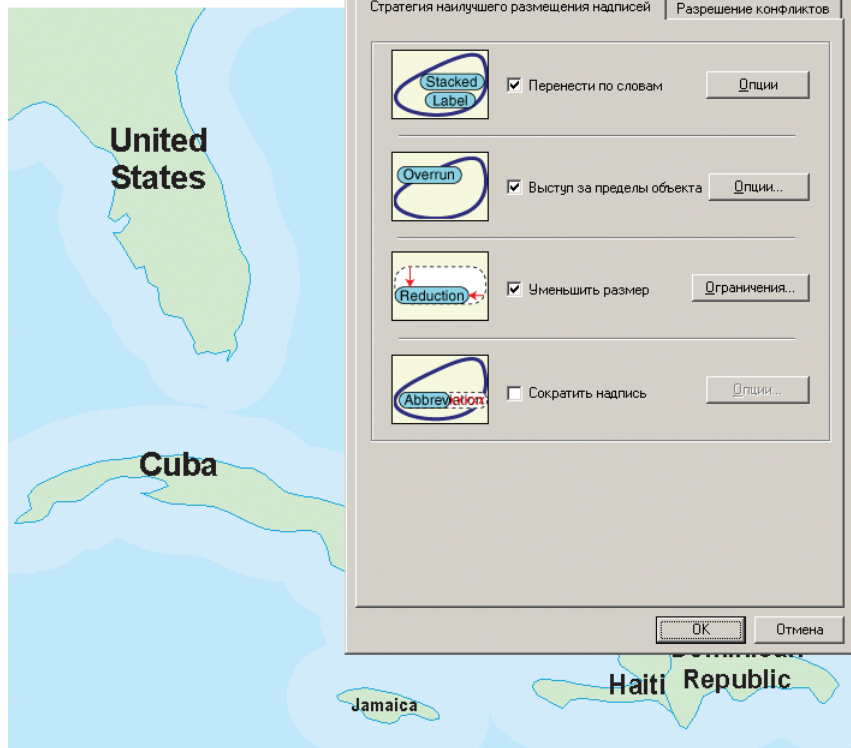 Стратегия наилучшего размещения надписей
Разрешение конфликтов
Stacked
Label
Перенести по словам
Опции
Overrun
Выступ за пределы объекта
Опции...
Reduction
Уменьшить размер
Ограничения...
Abbreviation
Сократить надпись
Опции...
OK
Отмена
United
States
Cuba
Dominican
Republic
Haiti
Jamaica